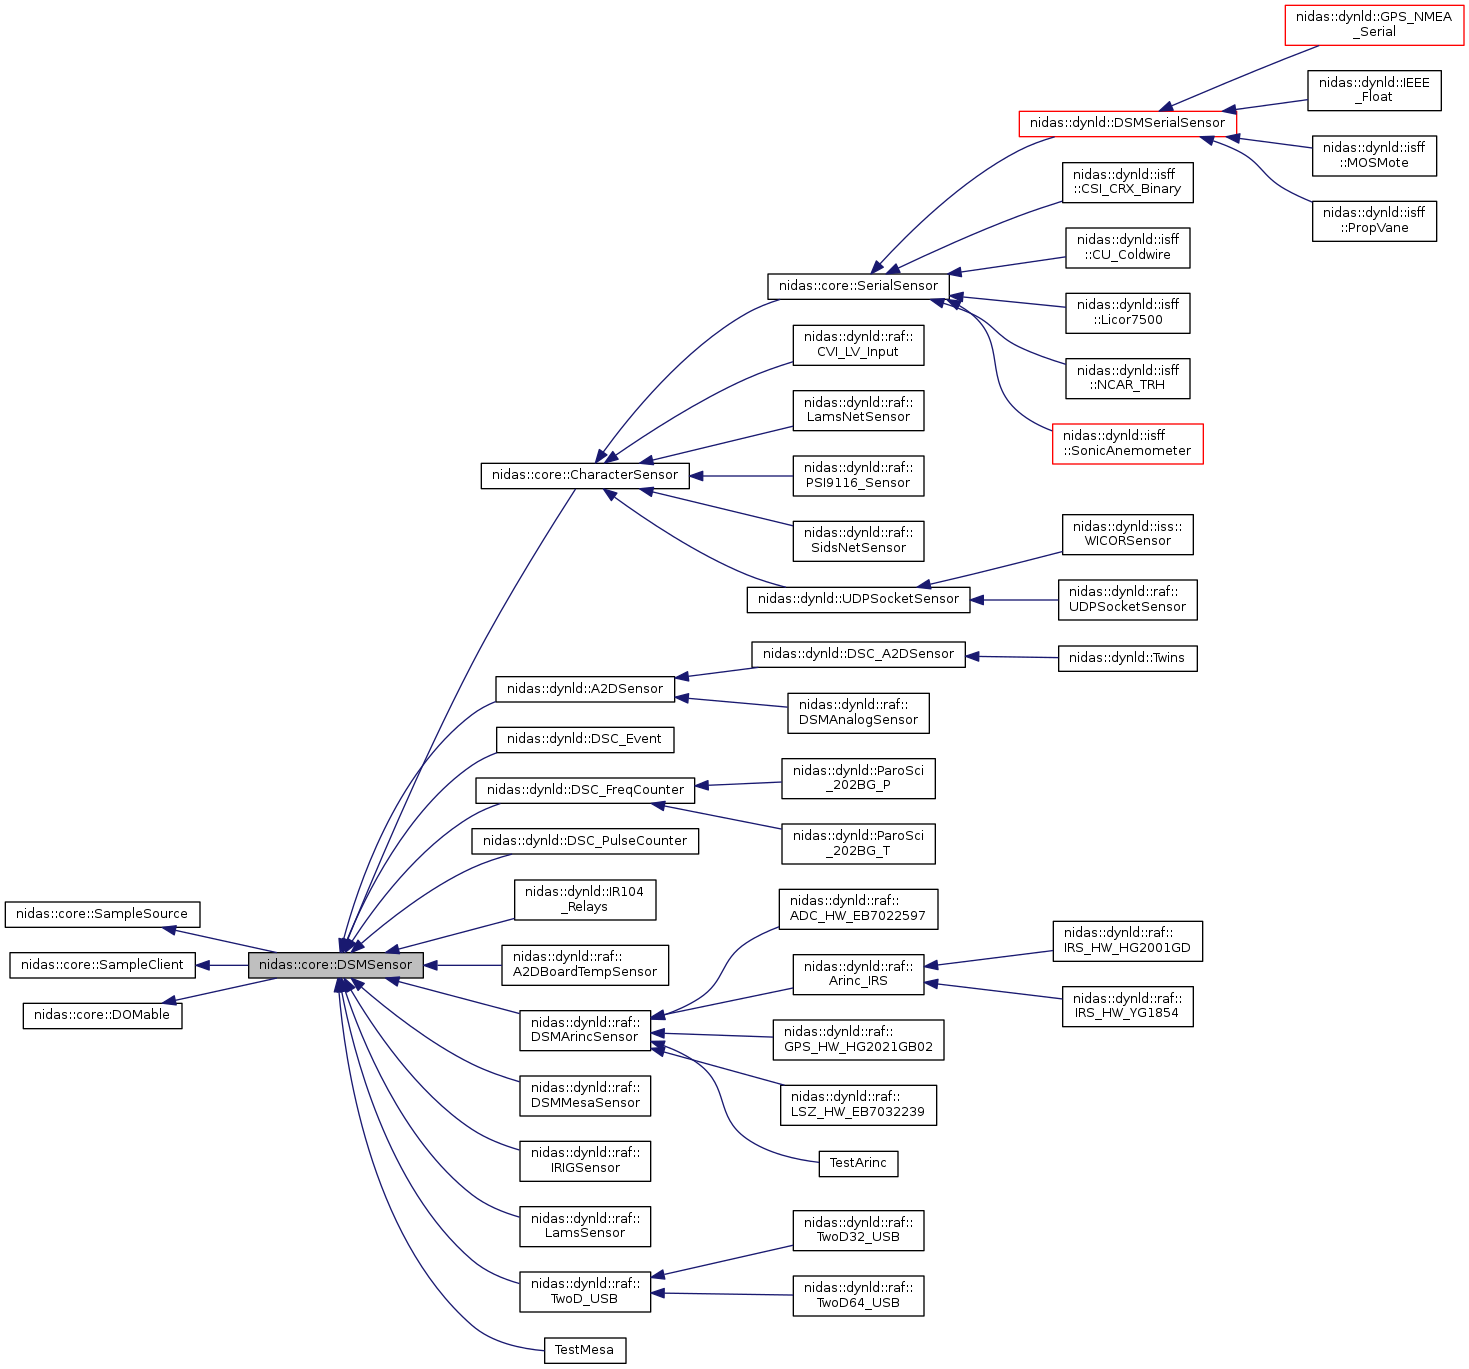 nidas::dynld::GPS_NMEA
_Serial
nidas::dynld::IEEE
_Float
nidas::dynld::DSMSerialSensor
nidas::dynld::isff
::MOSMote
nidas::dynld::isff
::CSI_CRX_Binary
nidas::dynld::isff
::PropVane
nidas::dynld::isff
::CU_Coldwire
nidas::core::SerialSensor
nidas::dynld::isff
::Licor7500
nidas::dynld::raf::
CVI_LV_Input
nidas::dynld::isff
::NCAR_TRH
nidas::dynld::raf::
LamsNetSensor
nidas::dynld::isff
::SonicAnemometer
nidas::core::CharacterSensor
nidas::dynld::raf::
PSI9116_Sensor
nidas::dynld::raf::
SidsNetSensor
nidas::dynld::iss::
WICORSensor
nidas::dynld::UDPSocketSensor
nidas::dynld::raf::
UDPSocketSensor
nidas::dynld::DSC_A2DSensor
nidas::dynld::Twins
nidas::dynld::A2DSensor
nidas::dynld::raf::
DSMAnalogSensor
nidas::dynld::DSC_Event
nidas::dynld::ParoSci
_202BG_P
nidas::dynld::DSC_FreqCounter
nidas::dynld::ParoSci
_202BG_T
nidas::dynld::DSC_PulseCounter
nidas::dynld::IR104
_Relays
nidas::dynld::raf::
ADC_HW_EB7022597
nidas::core::SampleSource
nidas::dynld::raf::
IRS_HW_HG2001GD
nidas::core::SampleClient
nidas::core::DSMSensor
nidas::dynld::raf::
A2DBoardTempSensor
nidas::dynld::raf::
Arinc_IRS
nidas::dynld::raf::
IRS_HW_YG1854
nidas::core::DOMable
nidas::dynld::raf::
DSMArincSensor
nidas::dynld::raf::
GPS_HW_HG2021GB02
nidas::dynld::raf::
DSMMesaSensor
nidas::dynld::raf::
LSZ_HW_EB7032239
nidas::dynld::raf::
IRIGSensor
TestArinc
nidas::dynld::raf::
LamsSensor
nidas::dynld::raf::
TwoD32_USB
nidas::dynld::raf::
TwoD_USB
nidas::dynld::raf::
TwoD64_USB
TestMesa